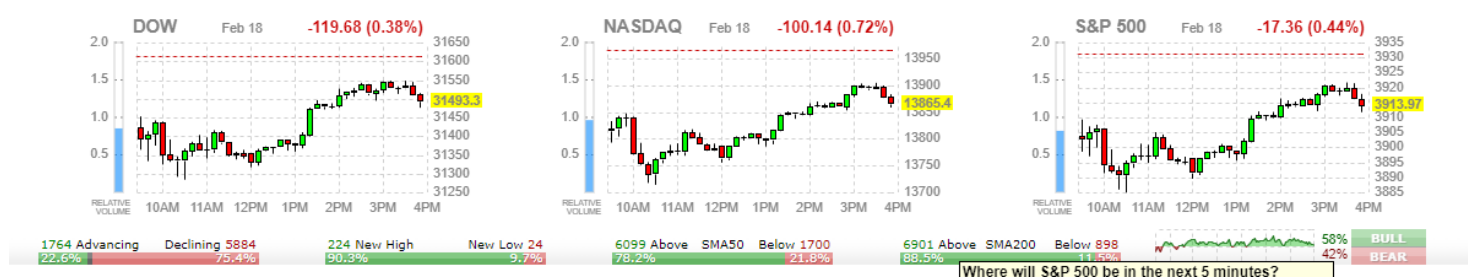 DOW Feb 18 -119.68 (0.38%)
2.0
1.5
1.0
0.5
31650
31600
31550
31493.3
31450
31400
31350
31300
31250
RELATIVE
VOLUME
10AM 11AM 12PM 1PM 2PM 3PM 4PM
NASDAQ Feb 18 -100.14 (0.72%)
2.0
1.5
1.0
0.5
13950
13900
13865.4
13850
13800
13750
13700
RELATIVE
VOLUME
10AM 11AM 12PM 1PM 2PM 3PM 4PM
S&P 500 Feb 18 -17.36 (0.44%)
2.0
1.5
1.0
0.5
3935
3930
3925
3920
3913.97
3910
3905
3900
3895
3890
3885
RELATIVE
VOLUME
10AM 11AM 12PM 1PM 2PM 3PM 4PM
1764 Advancing Declining 5884
22.6% 75.4%
224 New High New Low 24
90.3% 9.7%
6099 Above SMA50 Below 1700
78.2% 21.8%
6901 Above SMA200 Below 898
88.5% 11.5%
58% BULL
42% BEAR
Where will S&P 500 be in the next 5 minutes?